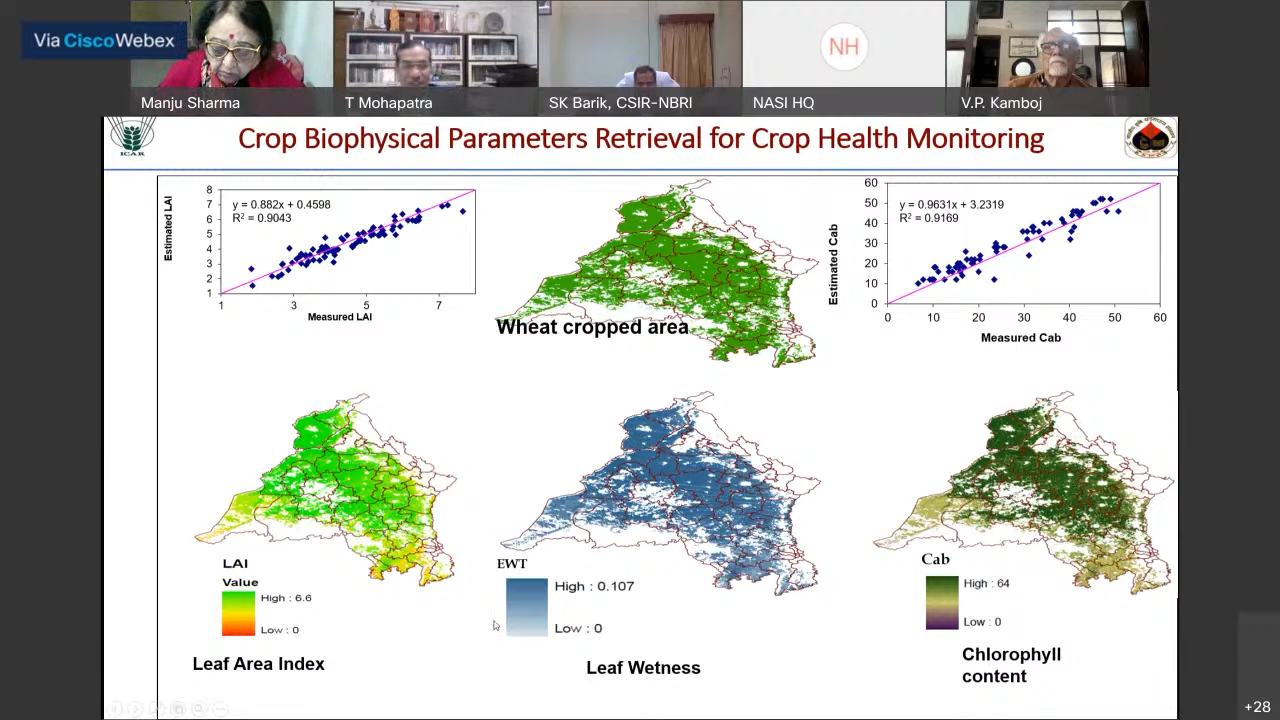 Via CiscoWebex
Manju Sharma
T Mohapatra
SK Barik, CSIR-NBRI
NH
NASI HQ
V.P. Kamboj
ICAR
Crop Biophysical Parameters Retrieval for Crop Health Monitoring
Estimated LAI
8
7
6
5
4
3
2
1
y = 0.882x + 0.4598
R² = 0.9043
1 3 5 7
Measured LAI
Wheat cropped area
Estimated Cab
60
50
40
30
20
10
0
y = 0.9631x + 3.2319
R² = 0.9169
0 10 20 30 40 50 60
Measured Cab
LAI
Value
High : 6.6
Low : 0
Leaf Area Index
EWT
High : 0.107
Low : 0
Leaf Wetness
Cab
High : 64
Low : 0
Chlorophyll
content
+28